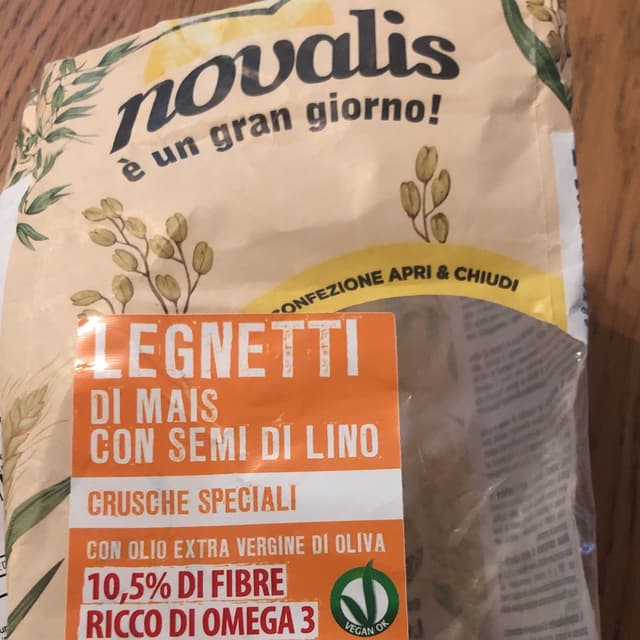 novalis
è un gran giorno!
CONFEZIONE APRI & CHIUDI
LEGNETTI
DI MAIS
CON SEMI DI LINO
CRUSCHE SPECIALI
CON OLIO EXTRA VERGINE DI OLIVA
10,5% DI FIBRE
RICCO DI OMEGA 3
VEGAN OK